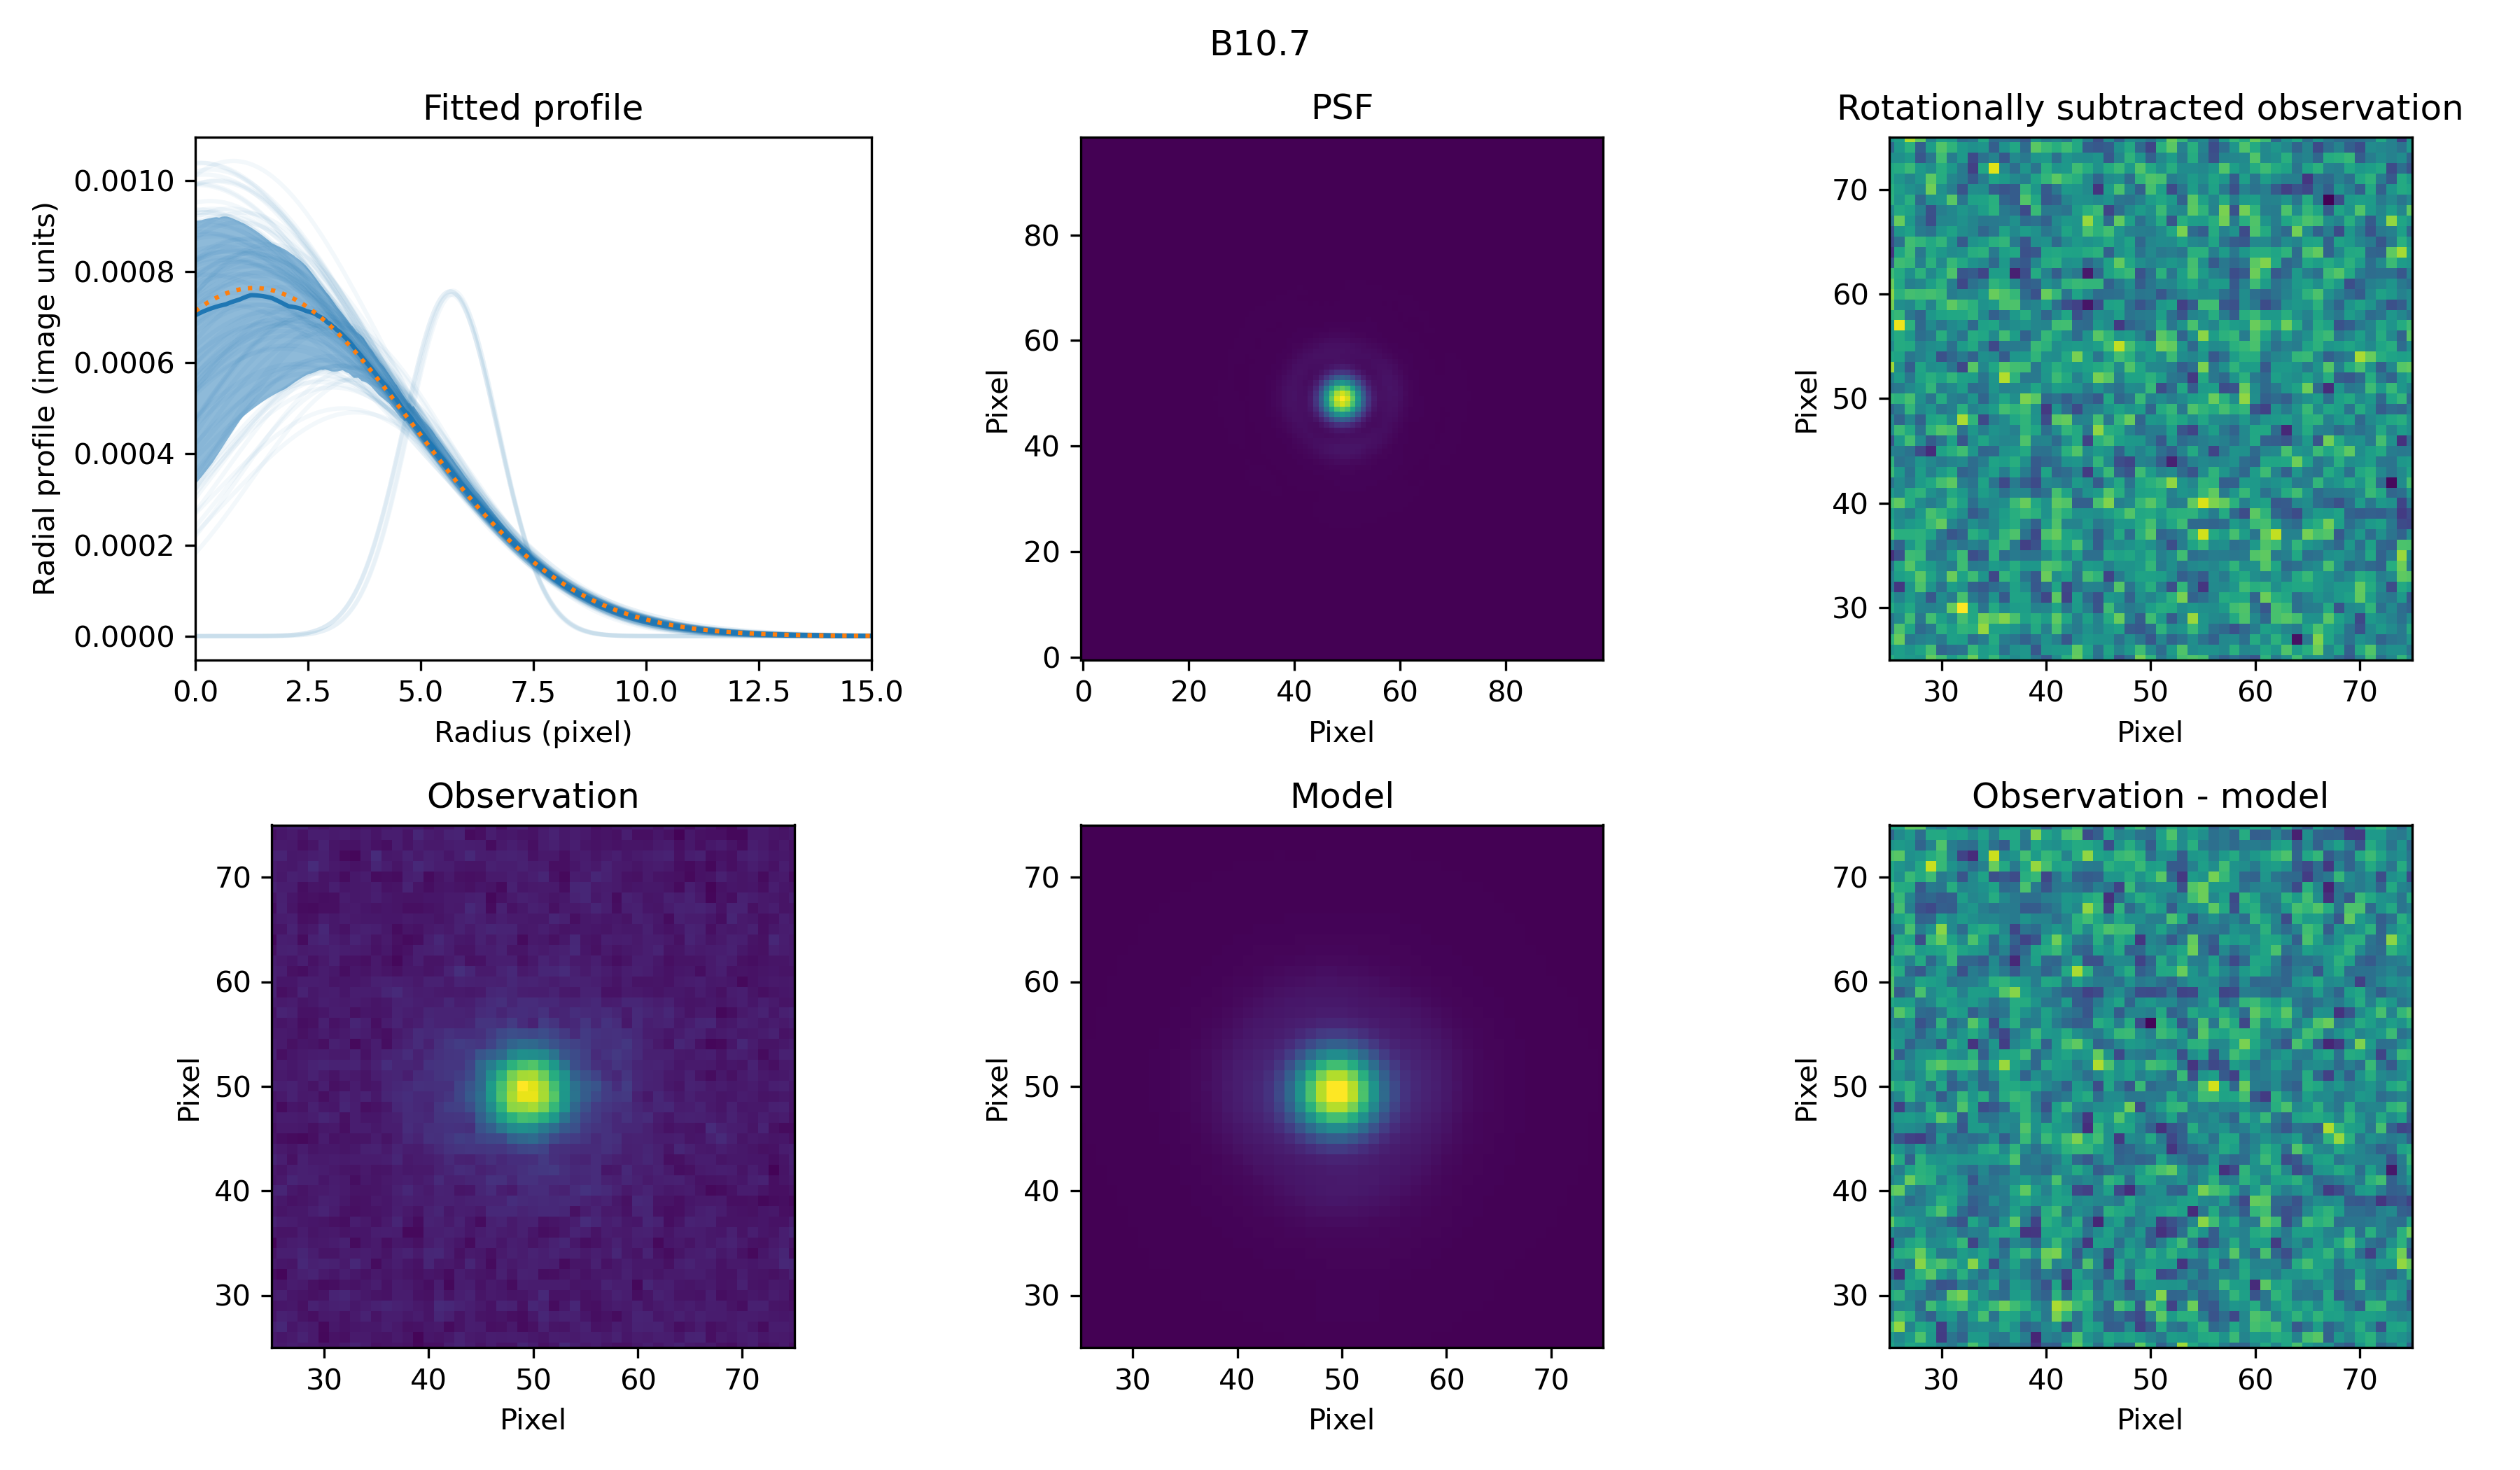 B10.7
Fitted profile
0.0010
0.0008
0.0006
0.0004
0.0002
0.0000
Radial profile (image units)
0.0 2.5 5.0 7.5 10.0 12.5 15.0
Radius (pixel)
PSF
80
60
40
20
0
Pixel
0 20 40 60 80
Pixel
Rotationally subtracted observation
70
60
50
40
30
Pixel
30 40 50 60 70
Pixel
Observation
70
60
50
40
30
Pixel
30 40 50 60 70
Pixel
Model
70
60
50
40
30
Pixel
30 40 50 60 70
Pixel
Observation - model
70
60
50
40
30
Pixel
30 40 50 60 70
Pixel